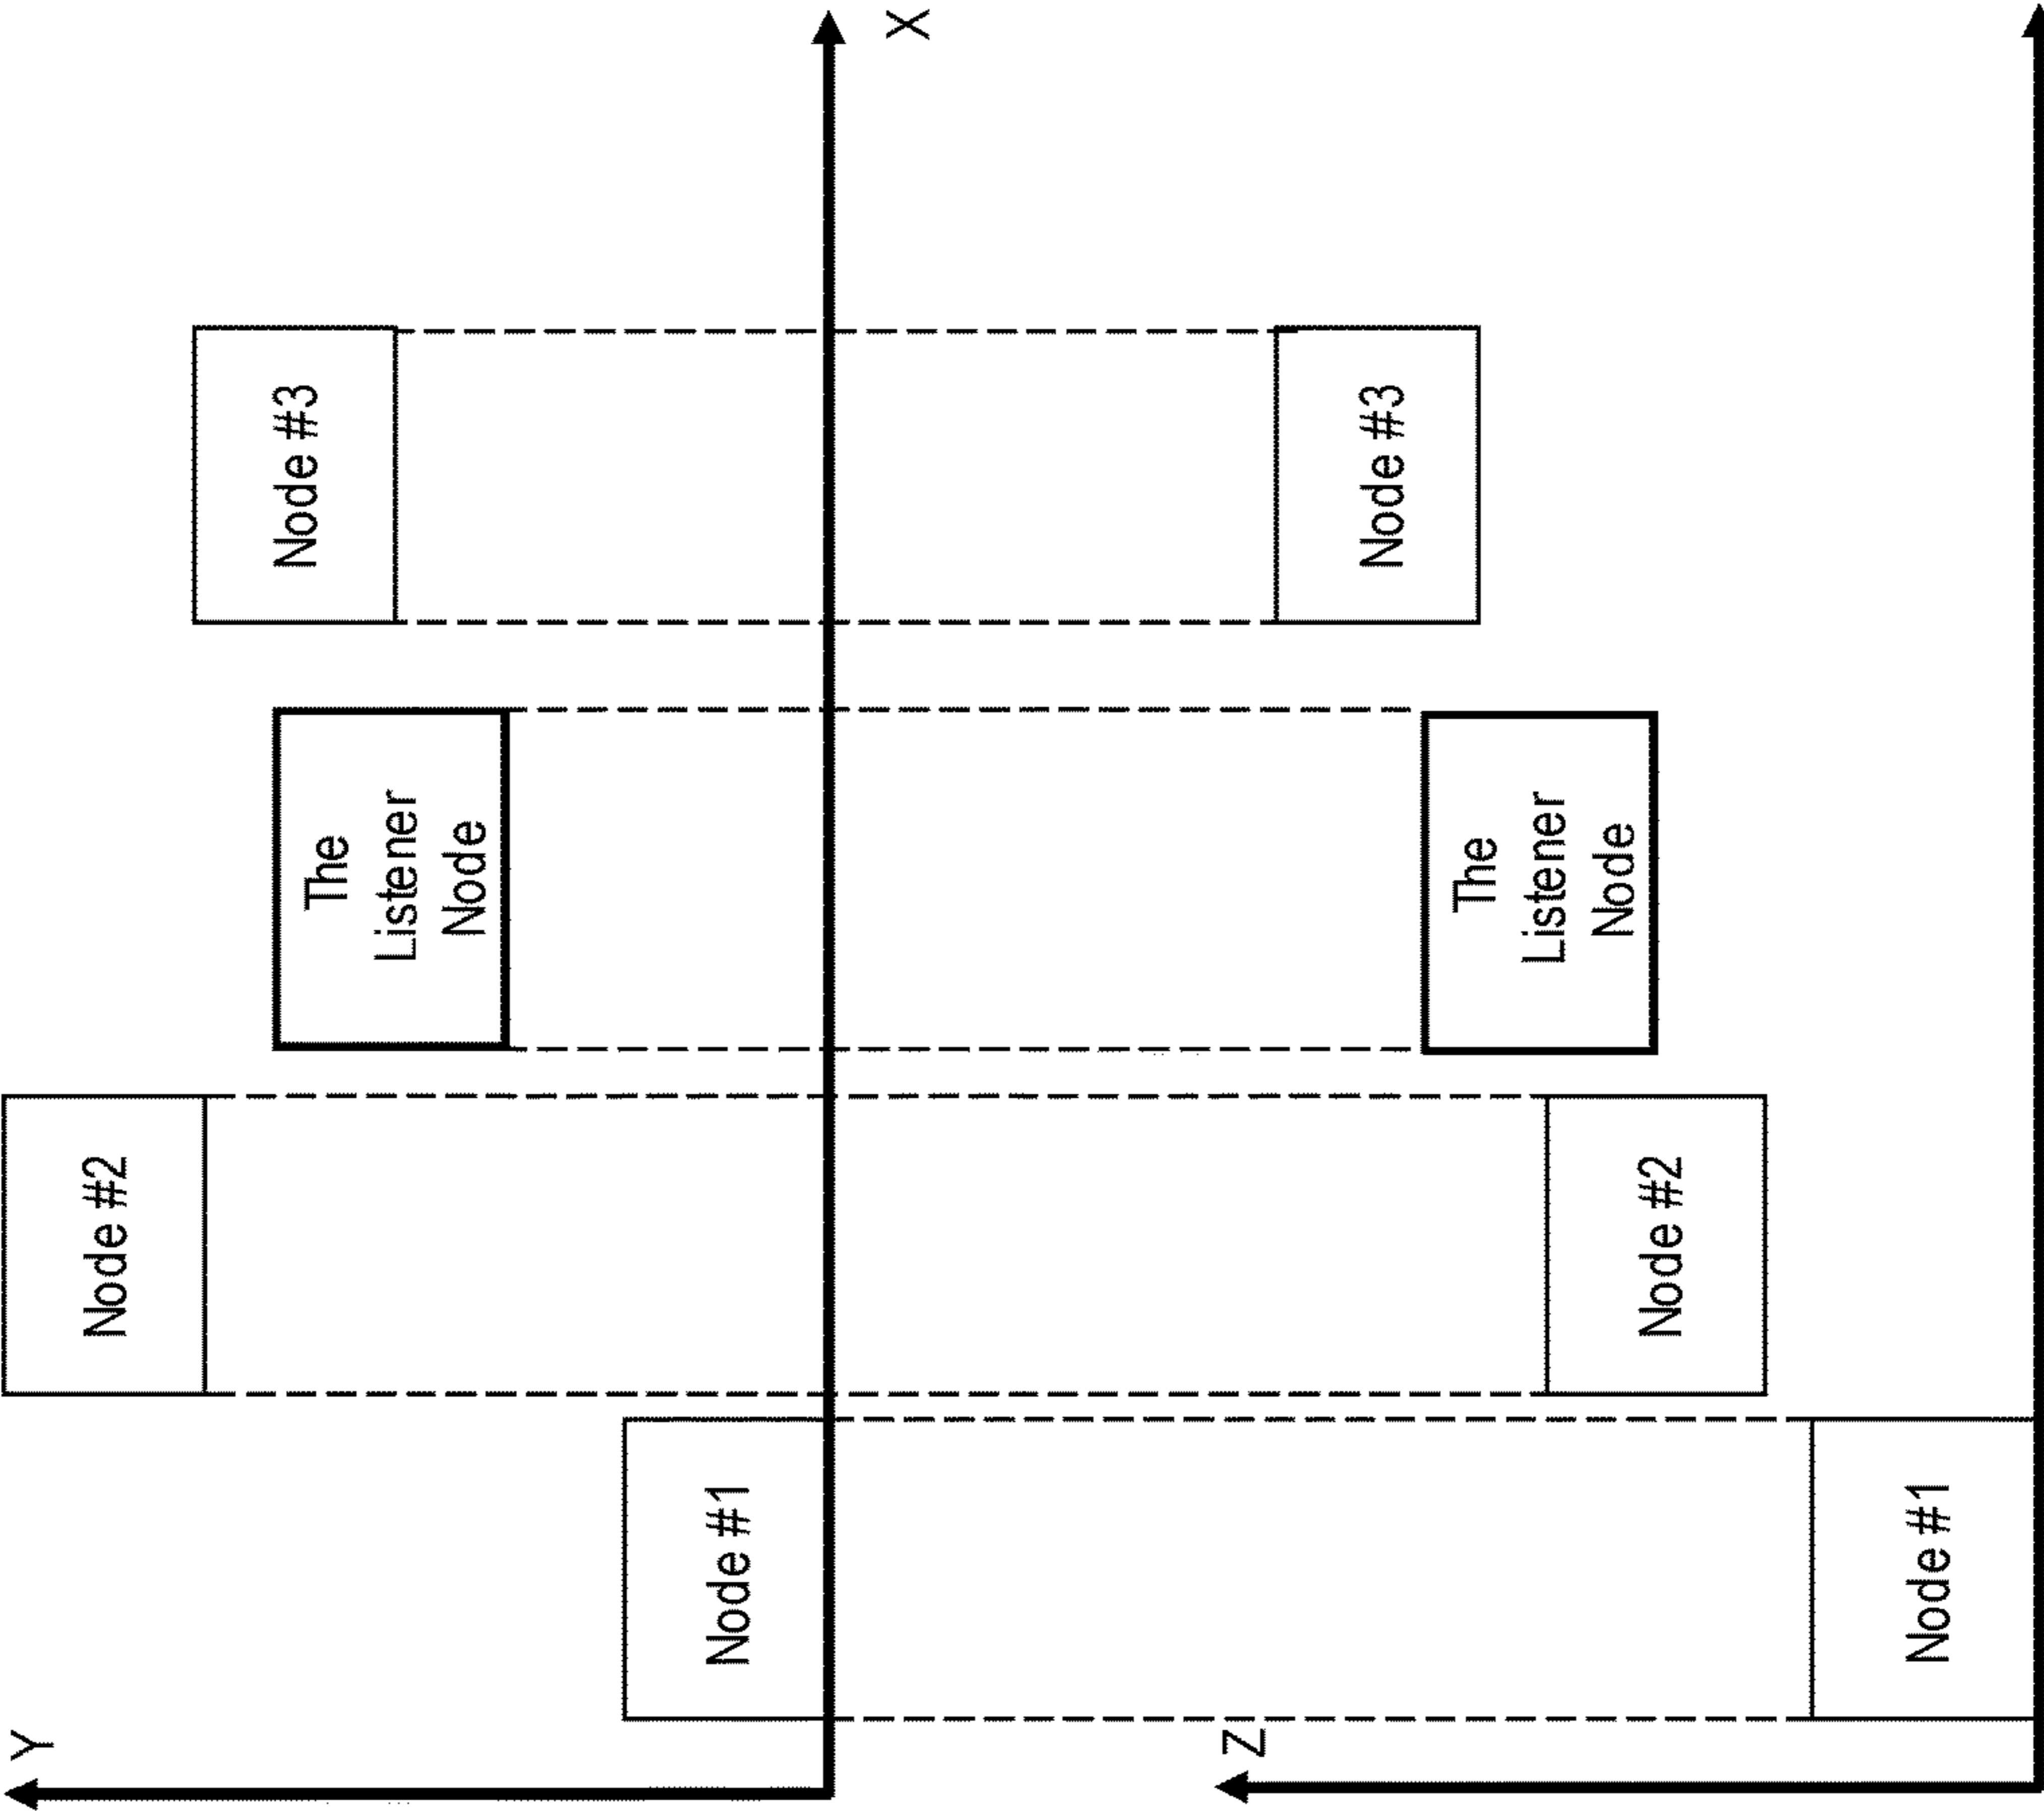 Y
Node #2
Node #3
The
Listener
Node
Node #1
X
Z
Node #3
The
Listener
Node
Node #2
Node #1